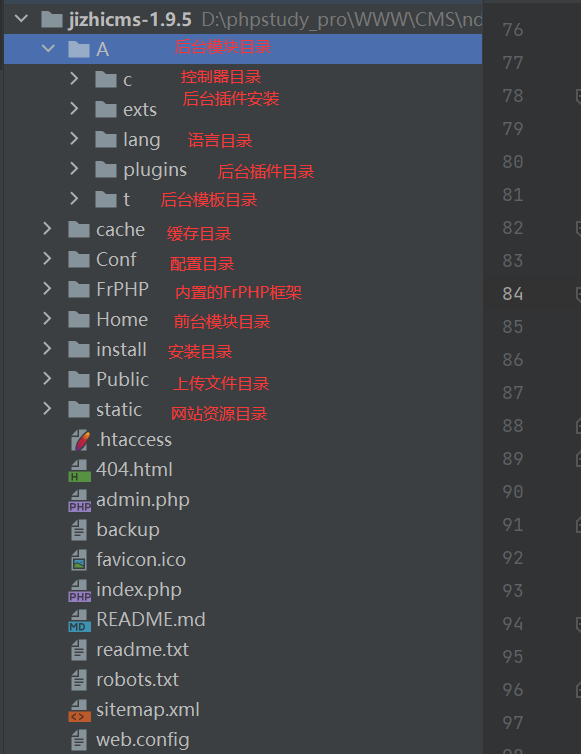 jizhicms-1.9.5 D:\phpstudy_pro\WWW\CMS\nd
A 后台模块目录
c 控制器目录
exts 后台插件安装
lang 语言目录
plugins 后台插件目录
t 后台模板目录
cache 缓存目录
Conf 配置目录
FrPHP 内置的FrPHP框架
Home 前台模块目录
install 安装目录
Public 上传文件目录
static 网站资源目录
.htaccess
H 404.html
PHP admin.php
backup
favicon.ico
PHP index.php
MD README.md
readme.txt
robots.txt
<> sitemap.xml
web.config
76
77
78
79
80
81
82
83
84
85
86
87
88
89
90
91
92
93
94
95
96
97